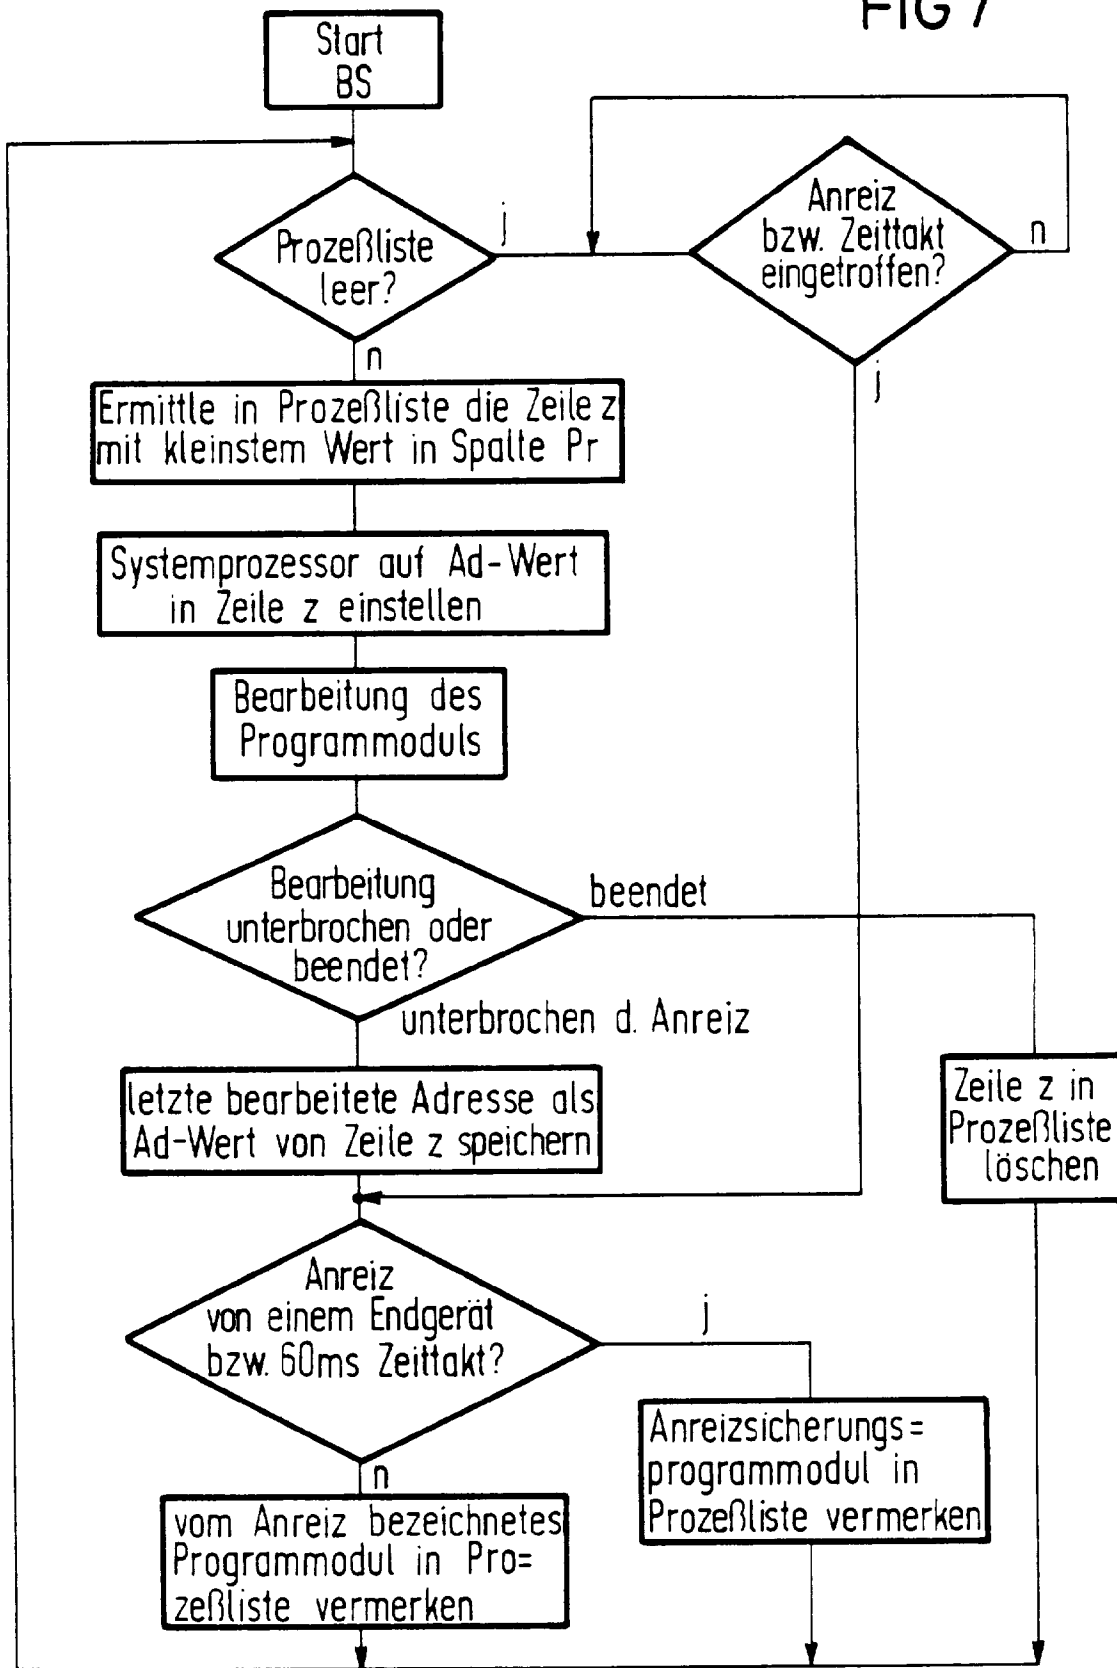 FIG 7
Start
BS
Prozeßliste
leer?
j
n
Anreiz
bzw. Zeittakt
eingetroffen?
n
j
Ermittle in Prozeßliste die Zeile z
mit kleinstem Wert in Spalte Pr
Systemprozessor auf Ad-Wert
in Zeile z einstellen
Bearbeitung des
Programmoduls
Bearbeitung
unterbrochen oder
beendet?
beendet
unterbrochen d. Anreiz
letzte bearbeitete Adresse als
Ad-Wert von Zeile z speichern
Zeile z in
Prozeßliste
löschen
Anreiz
von einem Endgerät
bzw. 60ms Zeittakt?
j
n
Anreizsicherungs=
programmodul in
Prozeßliste vermerken
vom Anreiz bezeichnetes
Programmodul in Pro=
zeßliste vermerken